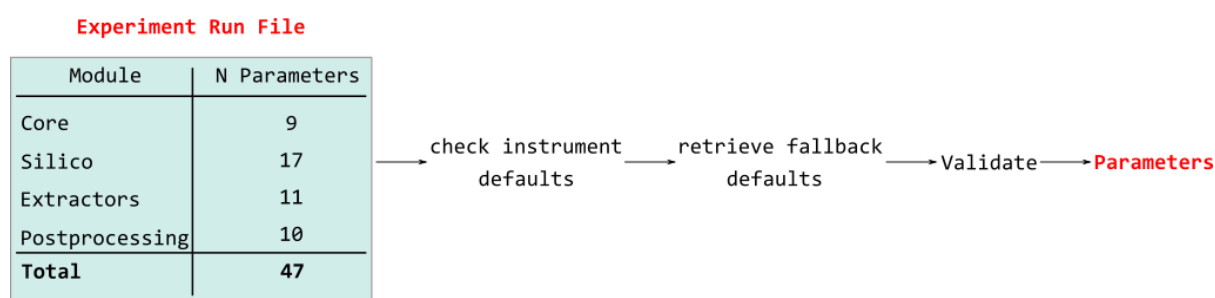 Experiment Run File
Module N Parameters
Core 9
Silico 17
Extractors 11
Postprocessing 10
Total 47
check instrument
defaults
retrieve fallback
defaults
Validate
Parameters